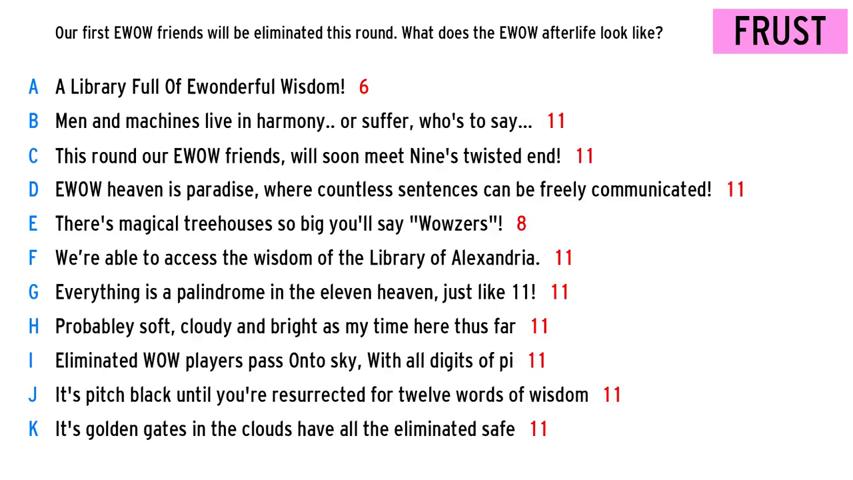 Our first EWOW friends will be eliminated this round. What does the EWOW afterlife look like?
FRUST
A A Library Full Of Ewonderful Wisdom! 6
B Men and machines live in harmony.. or suffer, who's to say... 11
C This round our EWOW friends, will soon meet Nine's twisted end! 11
D EWOW heaven is paradise, where countless sentences can be freely communicated! 11
E There's magical treehouses so big you'll say "Wowzers"! 8
F We're able to access the wisdom of the Library of Alexandria. 11
G Everything is a palindrome in the eleven heaven, just like 11! 11
H Probabley soft, cloudy and bright as my time here thus far 11
I Eliminated WOW players pass Onto sky, With all digits of pi 11
J It's pitch black until you're resurrected for twelve words of wisdom 11
K It's golden gates in the clouds have all the eliminated safe 11